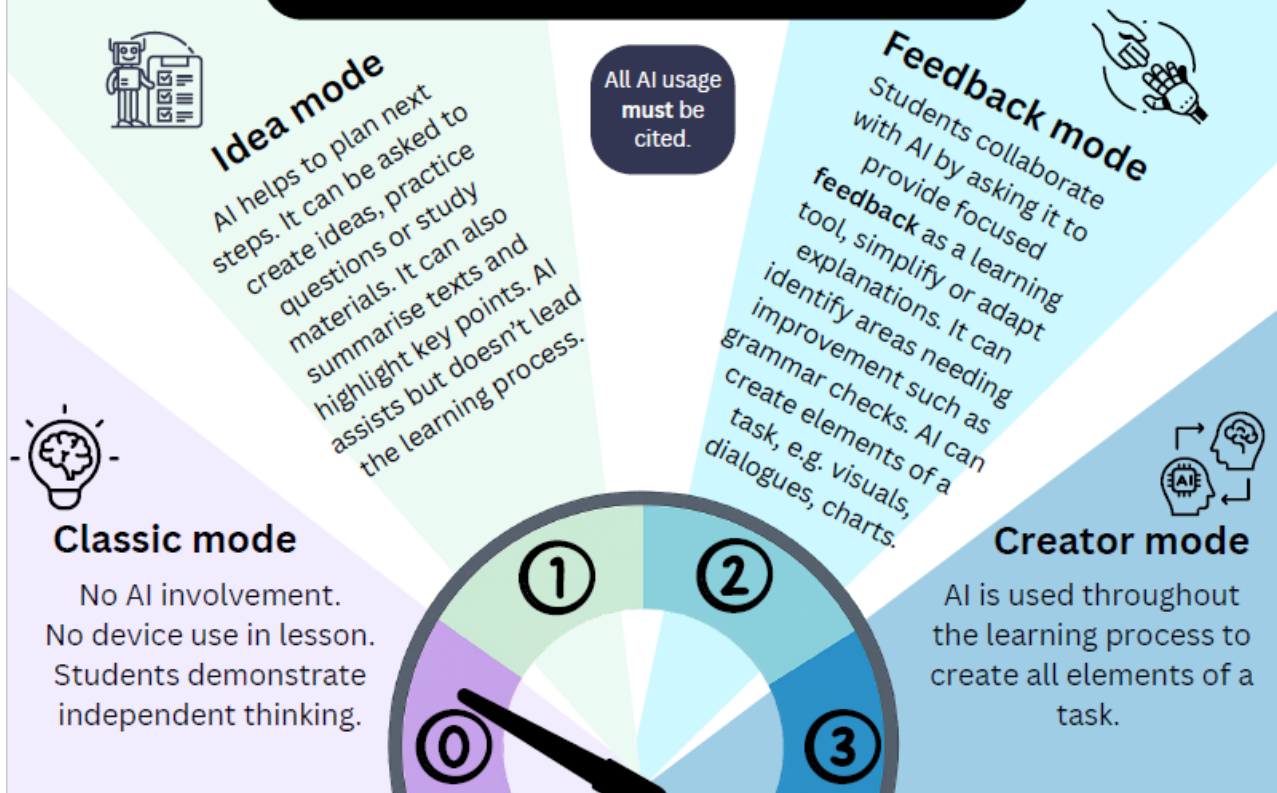 Idea mode
AI helps to plan next
steps. It can be asked to
create ideas, practice
questions or study
materials. It can also
summarise texts and
highlight key points. AI
assists but doesn't lead
the learning process.
All AI usage
must be
cited.
Feedback mode
Students collaborate
with AI by asking it to
provide focused
feedback as a learning
tool, simplify or adapt
explanations. It can
identify areas needing
improvement such as
grammar checks. AI can
create elements of a
task, e.g. visuals,
dialogues, charts.
Classic mode
No AI involvement.
No device use in lesson.
Students demonstrate
independent thinking.
AI
Creator mode
AI is used throughout
the learning process to
create all elements of a
task.
0
1
2
3